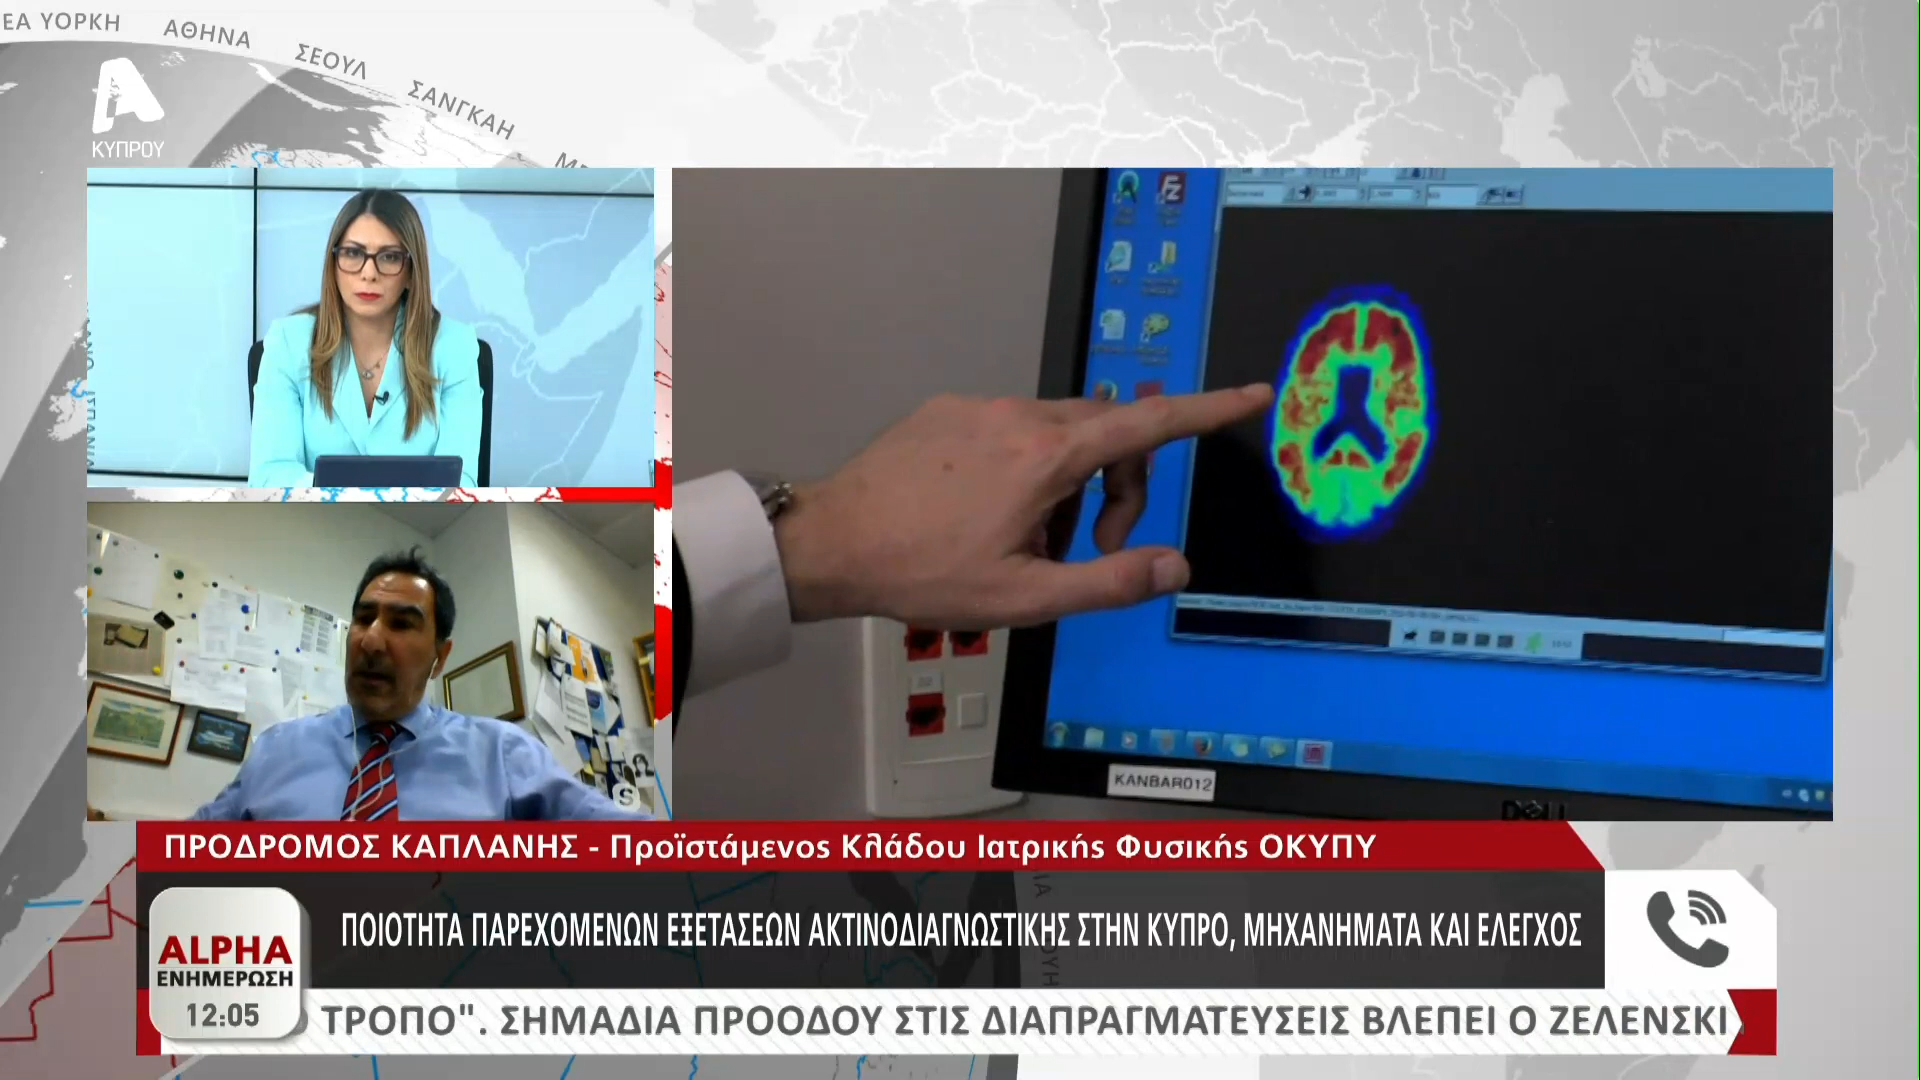 ΕΑ ΥΟΡΚΗ
ΑΘΗΝΑ
ΣΕΟΥΛ
ΣΑΝΓΚΑΗ
ΚΥΠΡΟΥ
KANBAR012
DELL
S
ΠΡΟΔΡΟΜΟΣ ΚΑΠΛΑΝΗΣ - Προϊστάμενος Κλάδου Ιατρικής Φυσικής ΟΚΥΠΥ
ΠΟΙΟΤΗΤΑ ΠΑΡΕΧΟΜΕΝΩΝ ΕΞΕΤΑΣΕΩΝ ΑΚΤΙΝΟΔΙΑΓΝΩΣΤΙΚΗΣ ΣΤΗΝ ΚΥΠΡΟ, ΜΗΧΑΝΗΜΑΤΑ ΚΑΙ ΕΛΕΓΧΟΣ
ALPHA
ΕΝΗΜΕΡΩΣΗ
12:05
ΤΡΟΠΟ". ΣΗΜΑΔΙΑ ΠΡΟΟΔΟΥ ΣΤΙΣ ΔΙΑΠΡΑΓΜΑΤΕΥΣΕΙΣ ΒΛΕΠΕΙ Ο ΖΕΛΕΝΣΚΙ